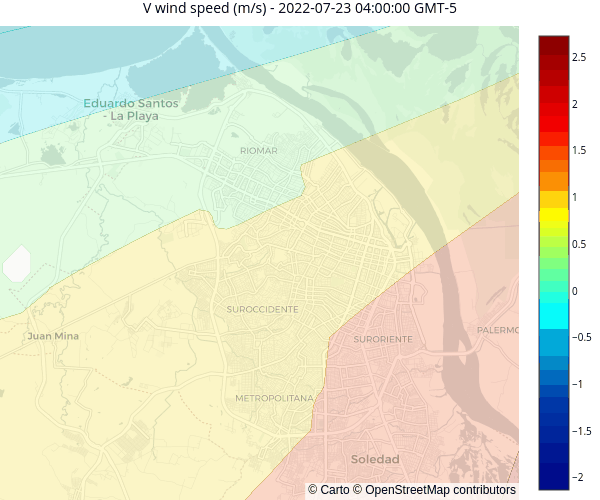 V wind speed (m/s) - 2022-07-23 04:00:00 GMT-5
Eduardo Santos
- La Playa
RIOMAR
SUROCCIDENTE
Juan Mina
SURORIENTE
PALERMO
METROPOLITANA
Soledad
© Carto © OpenStreetMap contributors
2.5
2
1.5
1
0.5
0
−0.5
−1
−1.5
−2